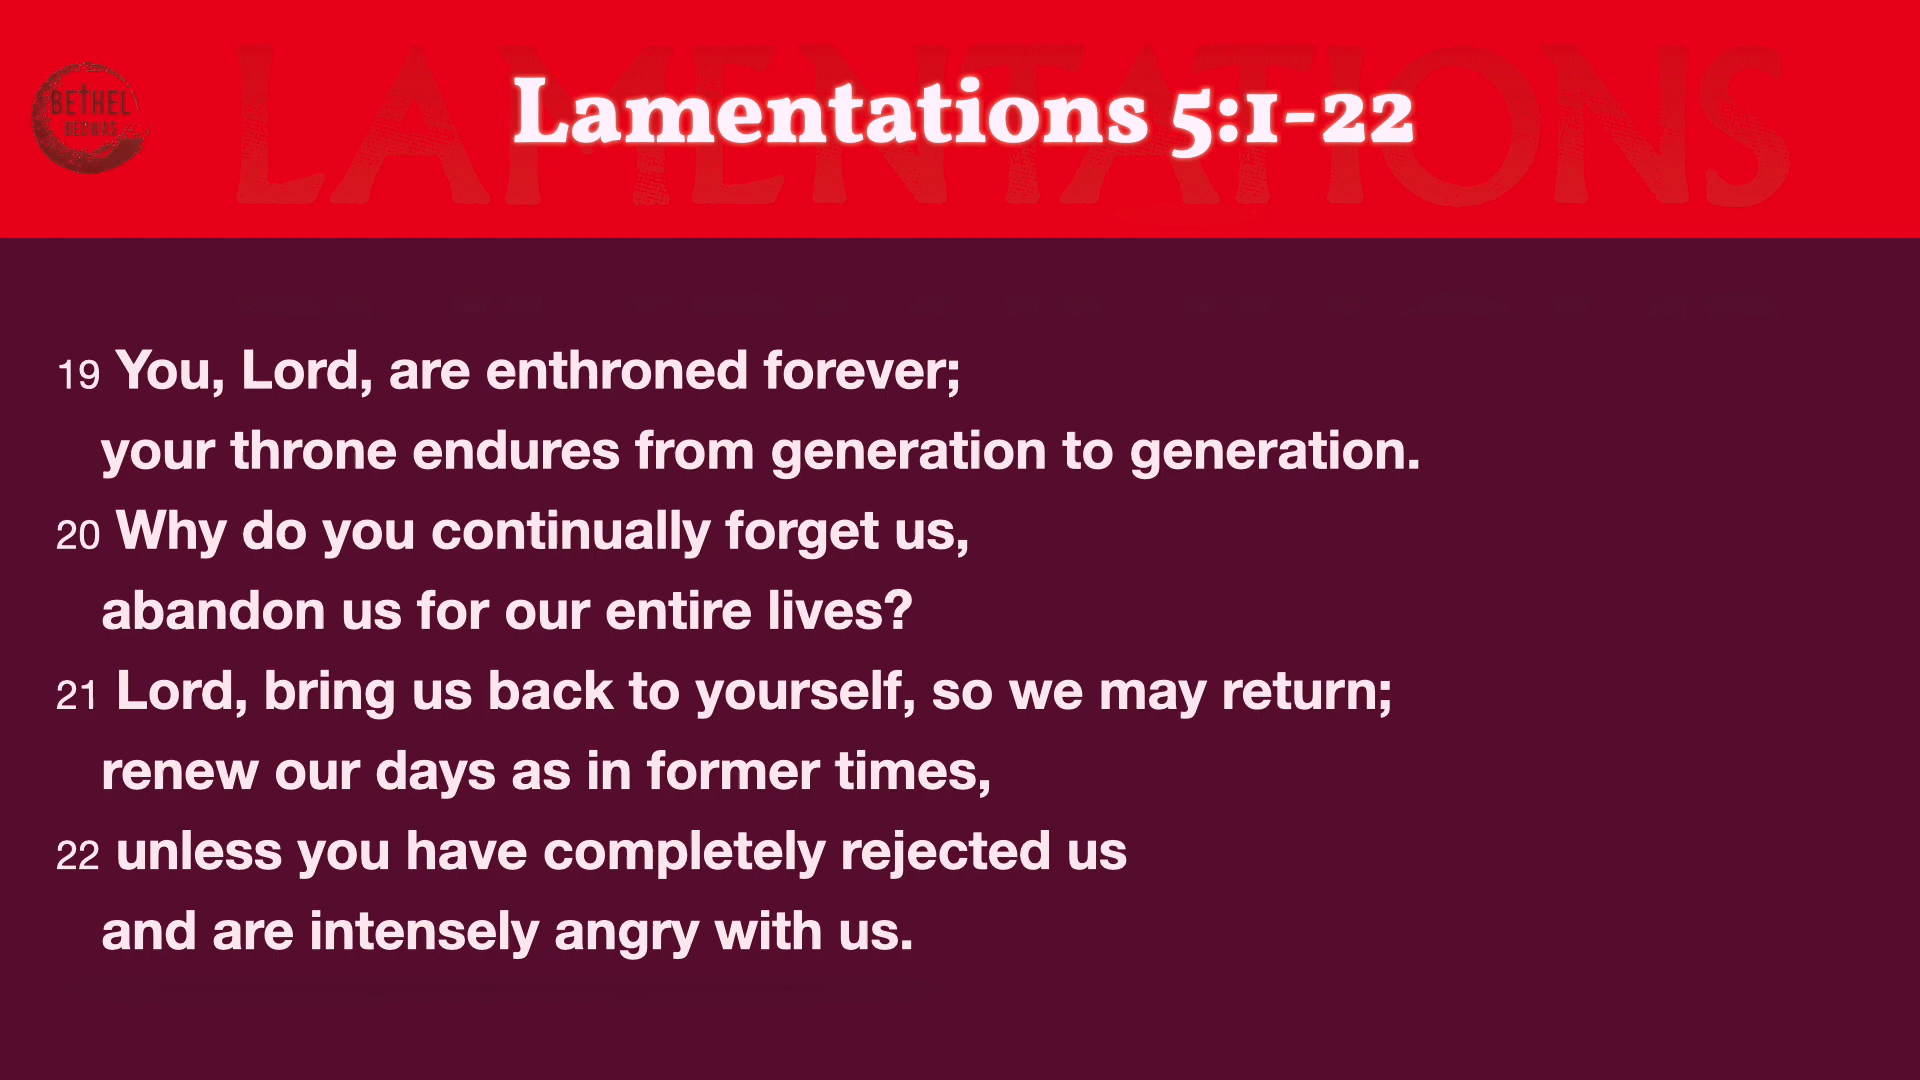 LAMENTATIONS
BETHEL
BEDWAS
Lamentations 5:1-22
19 You, Lord, are enthroned forever;
your throne endures from generation to generation.
20 Why do you continually forget us,
abandon us for our entire lives?
21 Lord, bring us back to yourself, so we may return;
renew our days as in former times,
22 unless you have completely rejected us
and are intensely angry with us.